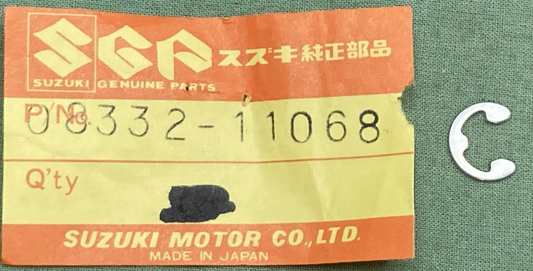 SGP スズキ純正部品
SUZUKI GENUINE PARTS
P/No. 08332-11068
Q'ty
SUZUKI MOTOR CO.,LTD.
MADE IN JAPAN